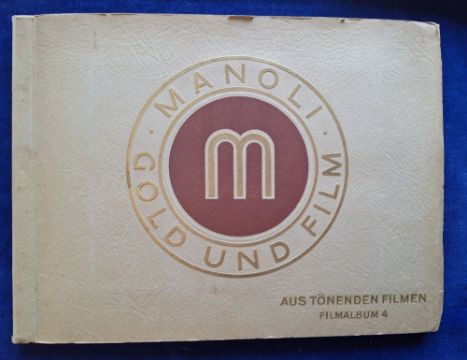 · MANOLI ·
GOLD UND FILM
m
AUS TÖNENDEN FILMEN
FILMALBUM 4